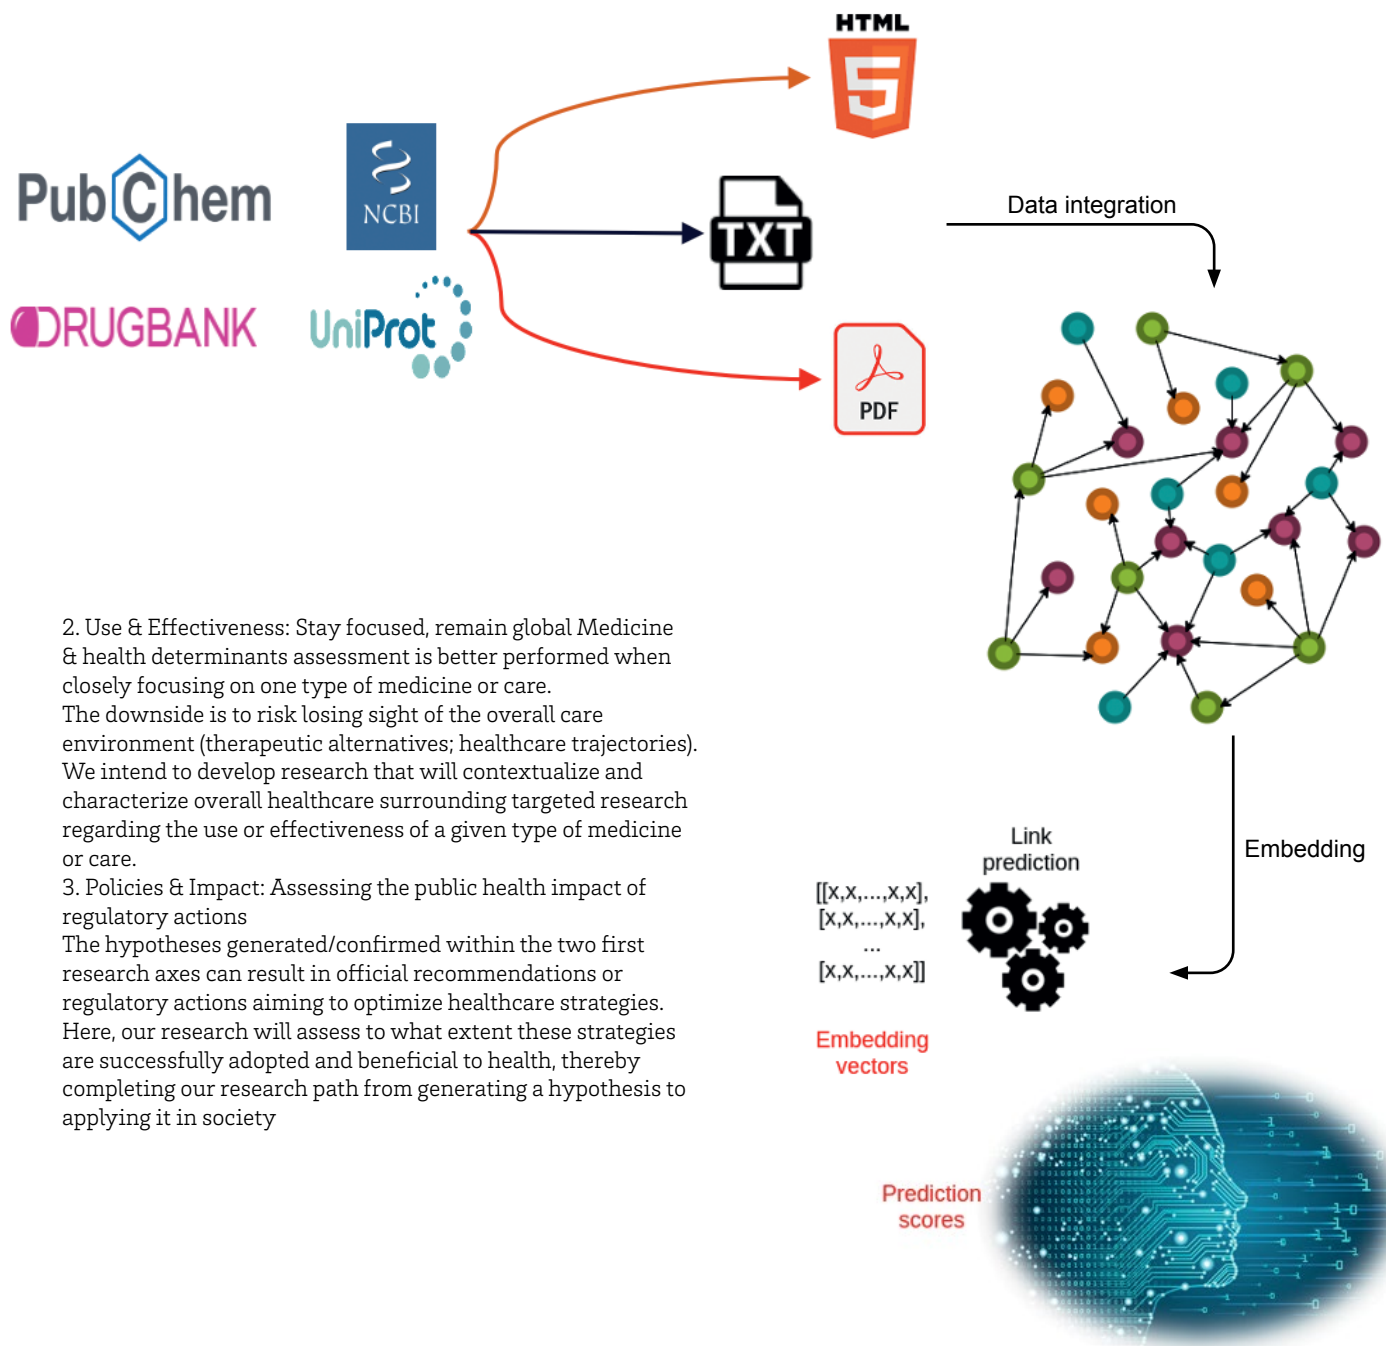 HTML
5
PubChem
NCBI
TXT
Data integration
DRUGBANK
UniProt
PDF
2. Use & Effectiveness: Stay focused, remain global Medicine
& health determinants assessment is better performed when
closely focusing on one type of medicine or care.
The downside is to risk losing sight of the overall care
environment (therapeutic alternatives; healthcare trajectories).
We intend to develop research that will contextualize and
characterize overall healthcare surrounding targeted research
regarding the use or effectiveness of a given type of medicine
or care.
3. Policies & Impact: Assessing the public health impact of
regulatory actions
The hypotheses generated/confirmed within the two first
research axes can result in official recommendations or
regulatory actions aiming to optimize healthcare strategies.
Here, our research will assess to what extent these strategies
are successfully adopted and beneficial to health, thereby
completing our research path from generating a hypothesis to
applying it in society
Link
prediction
Embedding
[[x,x,...,x,x],
[x,x,...,x,x],
...
[x,x,...,x,x]]
Embedding
vectors
Prediction
scores